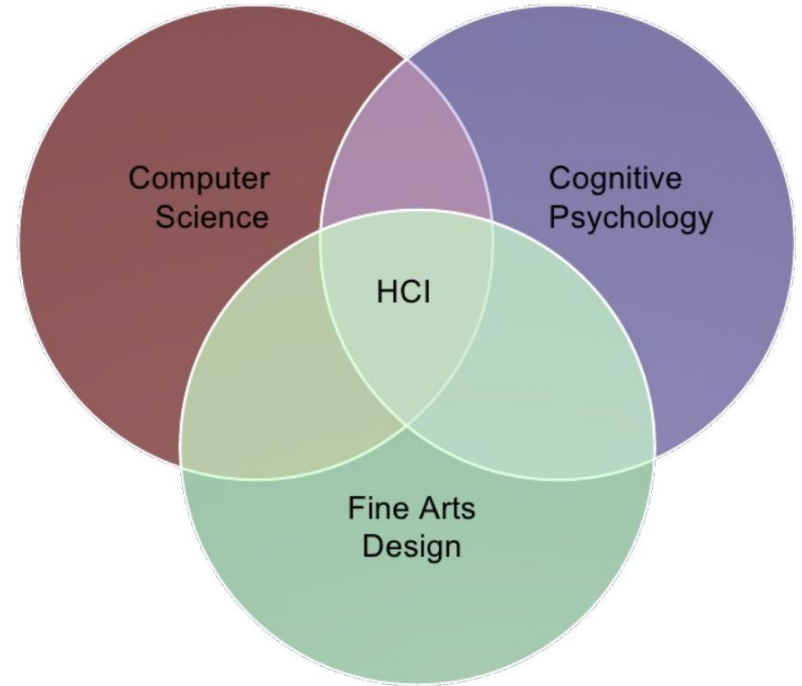 Computer
Science
Cognitive
Psychology
HCI
Fine Arts
Design